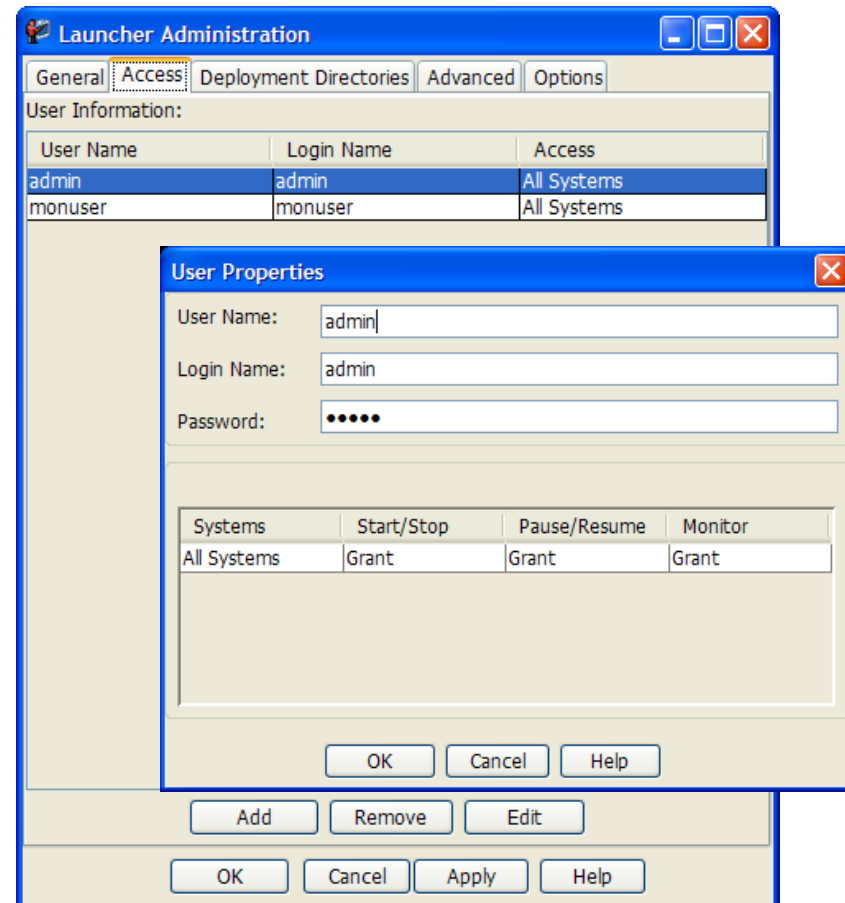 Launcher Administration
General Access Deployment Directories Advanced Options
User Information:
User Name Login Name Access
admin admin All Systems
monuser monuser All Systems
User Properties
User Name: admin
Login Name: admin
Password: •••••
Systems Start/Stop Pause/Resume Monitor
All Systems Grant Grant Grant
OK Cancel Help
Add Remove Edit
OK Cancel Apply Help